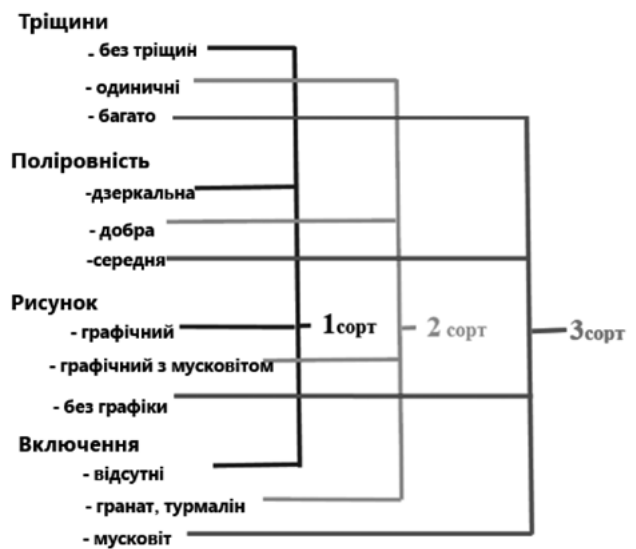 Тріщини
- без тріщин
- одиничні
- багато
Поліровність
-дзеркальна
- добра
-середня
Рисунок
- графічний
1сорт
2 сорт
3сорт
- графічний з мусковітом
- без графіки
Включення
- відсутні
- гранат, турмалін
- мусковіт